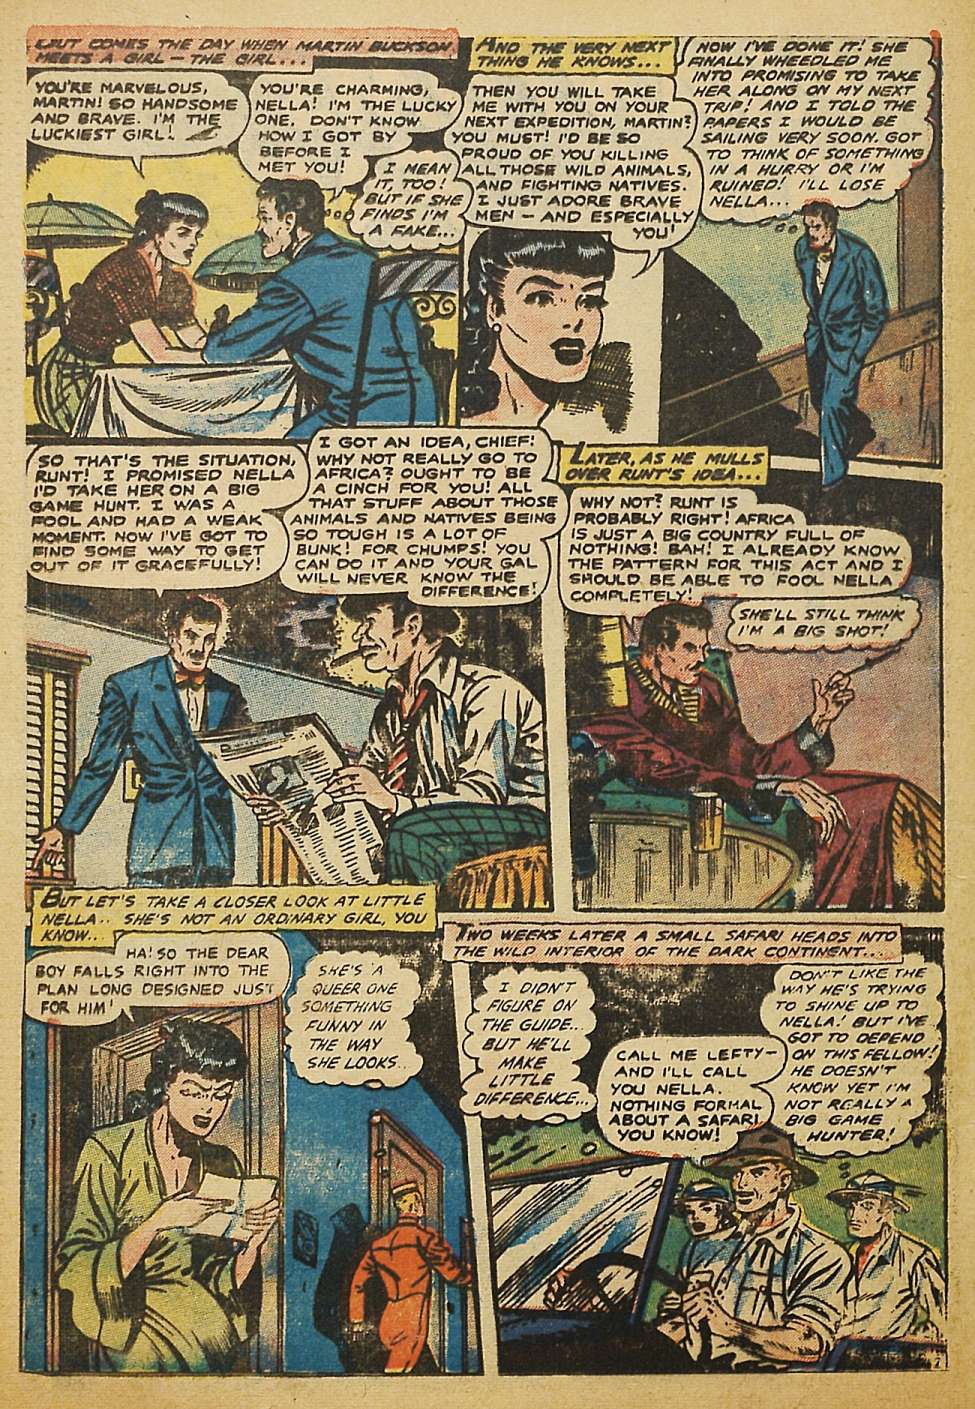 BUT COMES THE DAY WHEN MARTIN BUCKSON
MEETS A GIRL — THE GIRL...
YOU'RE MARVELOUS,
MARTIN! SO HANDSOME
AND BRAVE. I'M THE
LUCKIEST GIRL!
YOU'RE CHARMING,
NELLA! I'M THE LUCKY
ONE. DON'T KNOW
HOW I GOT BY
BEFORE I
MET YOU!
I MEAN
IT, TOO!
BUT IF SHE
FINDS I'M
A FAKE...
AND THE VERY NEXT
THING HE KNOWS...
THEN YOU WILL TAKE
ME WITH YOU ON YOUR
NEXT EXPEDITION, MARTIN?
YOU MUST! I'D BE SO
PROUD OF YOU KILLING
ALL THOSE WILD ANIMALS,
AND FIGHTING NATIVES.
I JUST ADORE BRAVE
MEN — AND ESPECIALLY
YOU!
NOW I'VE DONE IT! SHE
FINALLY WHEEDLED ME
INTO PROMISING TO TAKE
HER ALONG ON MY NEXT
TRIP! AND I TOLD THE
PAPERS I WOULD BE
SAILING VERY SOON. GOT
TO THINK OF SOMETHING
IN A HURRY OR I'M
RUINED! I'LL LOSE
NELLA...
SO THAT'S THE SITUATION,
RUNT! I PROMISED NELLA
I'D TAKE HER ON A BIG
GAME HUNT. I WAS A
FOOL AND HAD A WEAK
MOMENT. NOW I'VE GOT TO
FIND SOME WAY TO GET
OUT OF IT GRACEFULLY!
I GOT AN IDEA, CHIEF!
WHY NOT REALLY GO TO
AFRICA? OUGHT TO BE
A CINCH FOR YOU! ALL
THAT STUFF ABOUT THOSE
ANIMALS AND NATIVES BEING
SO TOUGH IS A LOT OF
BUNK! FOR CHUMPS! YOU
CAN DO IT AND YOUR GAL
WILL NEVER KNOW THE
DIFFERENCE!
LATER, AS HE MULLS
OVER RUNT'S IDEA...
WHY NOT? RUNT IS
PROBABLY RIGHT! AFRICA
IS JUST A BIG COUNTRY FULL OF
NOTHING! BAH! I ALREADY KNOW
THE PATTERN FOR THIS ACT AND I
SHOULD BE ABLE TO FOOL NELLA
COMPLETELY!
SHE'LL STILL THINK
I'M A BIG SHOT!
BUT LET'S TAKE A CLOSER LOOK AT LITTLE
NELLA.. SHE'S NOT AN ORDINARY GIRL, YOU
KNOW...
HA! SO THE DEAR
BOY FALLS RIGHT INTO THE
PLAN LONG DESIGNED JUST
FOR HIM!
SHE'S A
QUEER ONE
SOMETHING
FUNNY IN
THE WAY
SHE LOOKS..
TWO WEEKS LATER A SMALL SAFARI HEADS INTO
THE WILD INTERIOR OF THE DARK CONTINENT...
I DIDN'T
FIGURE ON
THE GUIDE...
BUT HE'LL
MAKE
LITTLE
DIFFERENCE...
CALL ME LEFTY—
AND I'LL CALL
YOU NELLA.
NOTHING FORMAL
ABOUT A SAFARI
YOU KNOW!
DON'T LIKE THE
WAY HE'S TRYING
TO SHINE UP TO
NELLA! BUT I'VE
GOT TO DEPEND
ON THIS FELLOW!
HE DOESN'T
KNOW YET I'M
NOT REALLY A
BIG GAME
HUNTER!